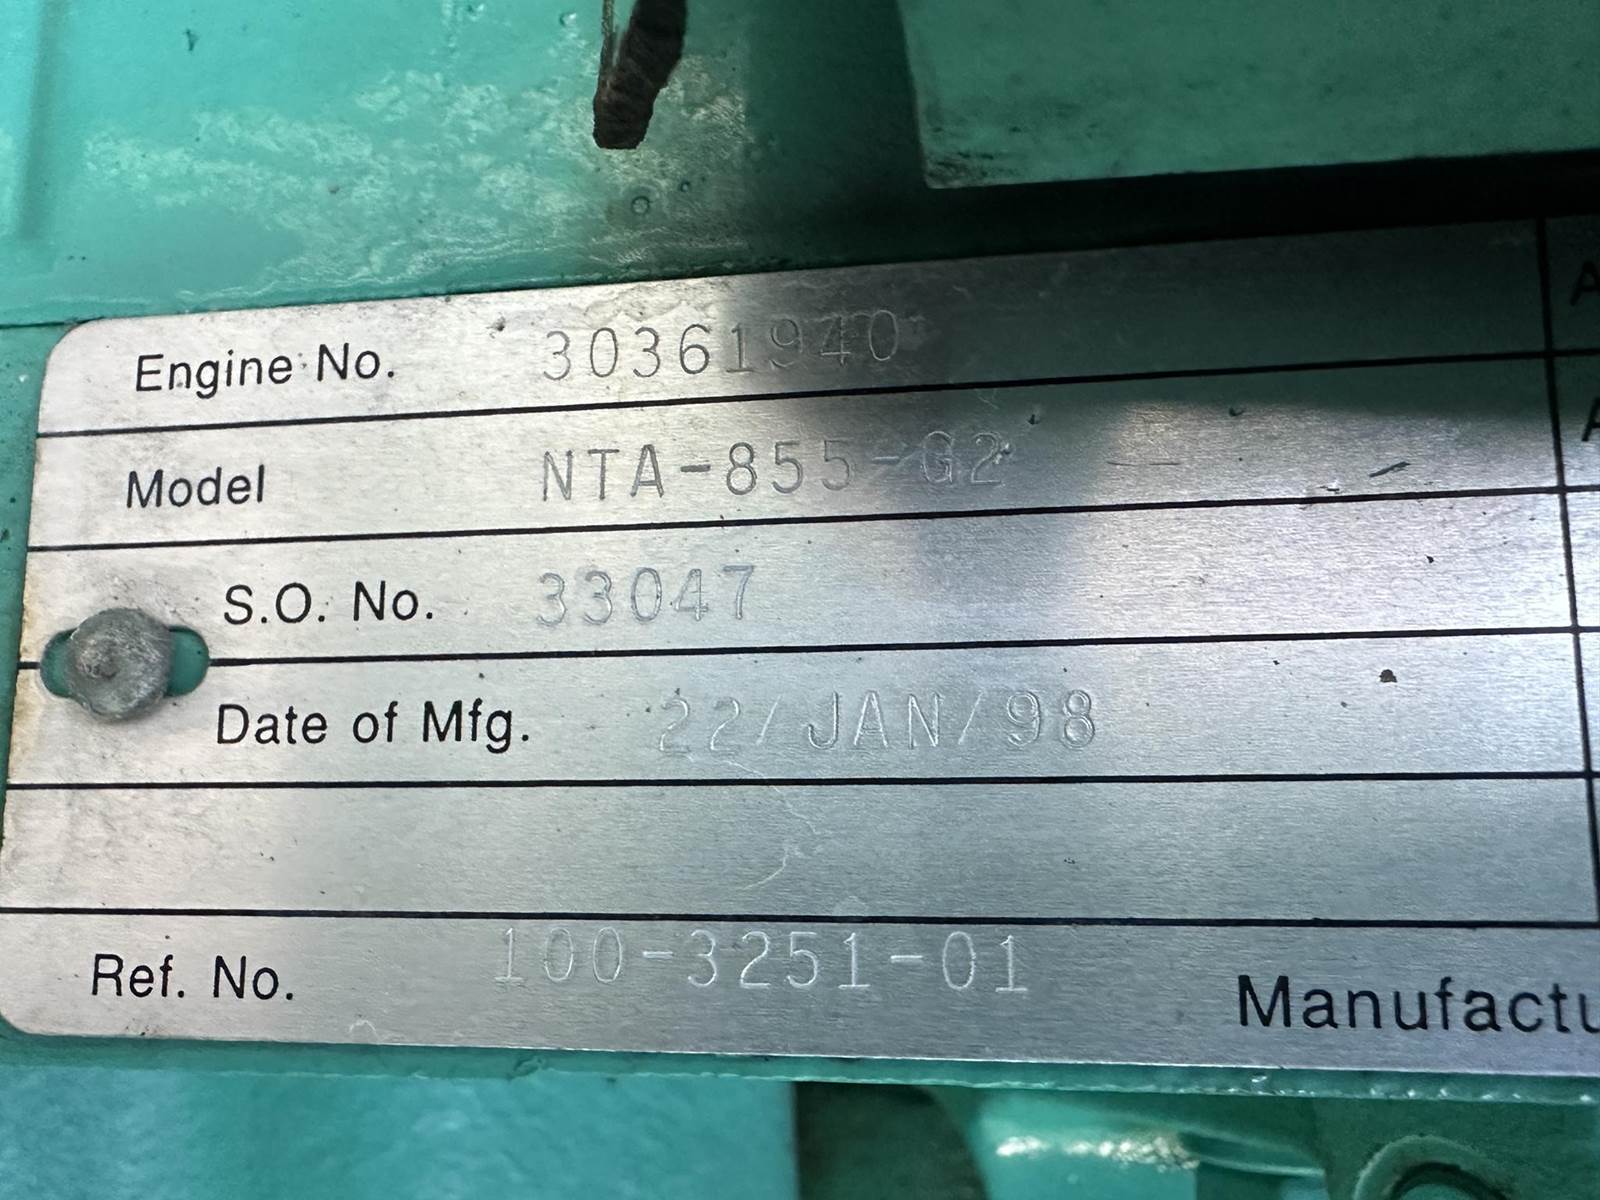 Engine No. 30361940
Model NTA-855-G2
S.O. No. 33047
Date of Mfg. 22/JAN/98
Ref. No. 100-3251-01